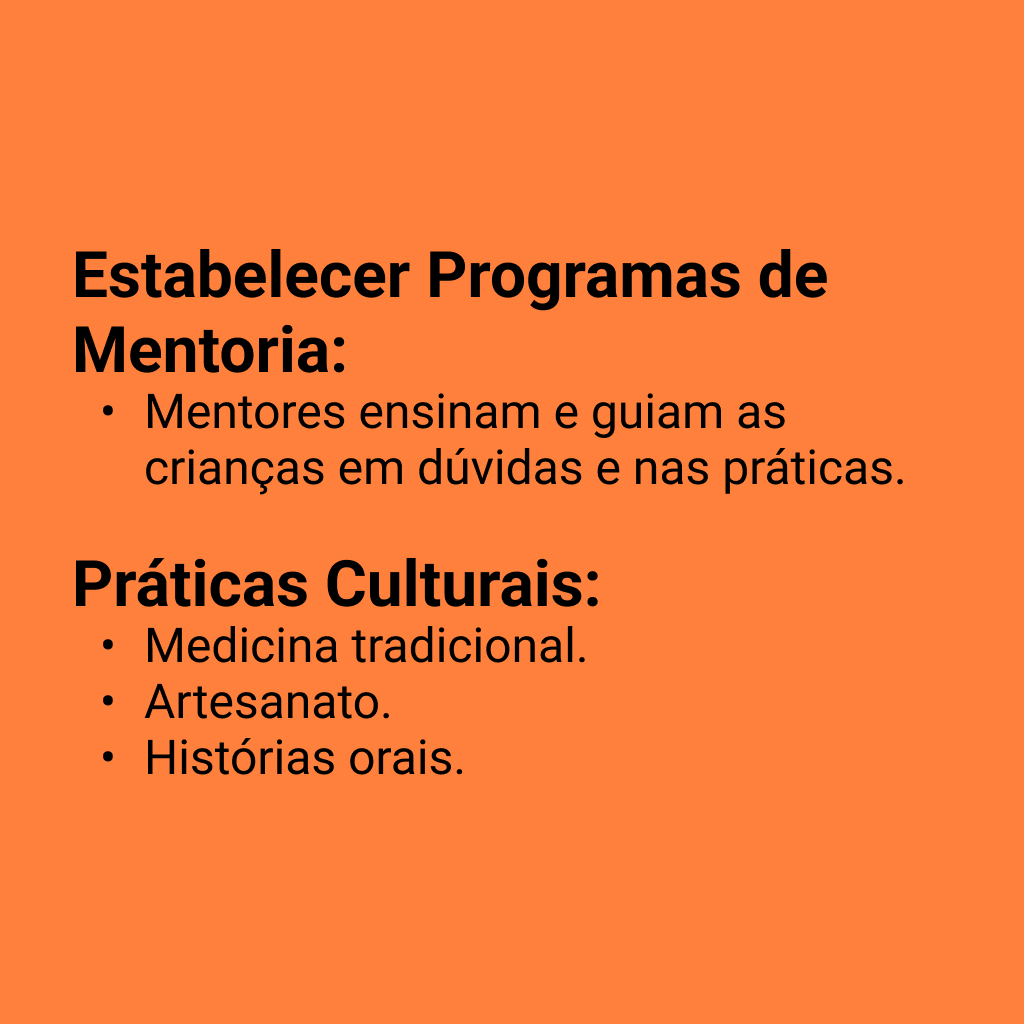 Estabelecer Programas de
Mentoria:
• Mentores ensinam e guiam as
crianças em dúvidas e nas práticas.
Práticas Culturais:
• Medicina tradicional.
• Artesanato.
• Histórias orais.